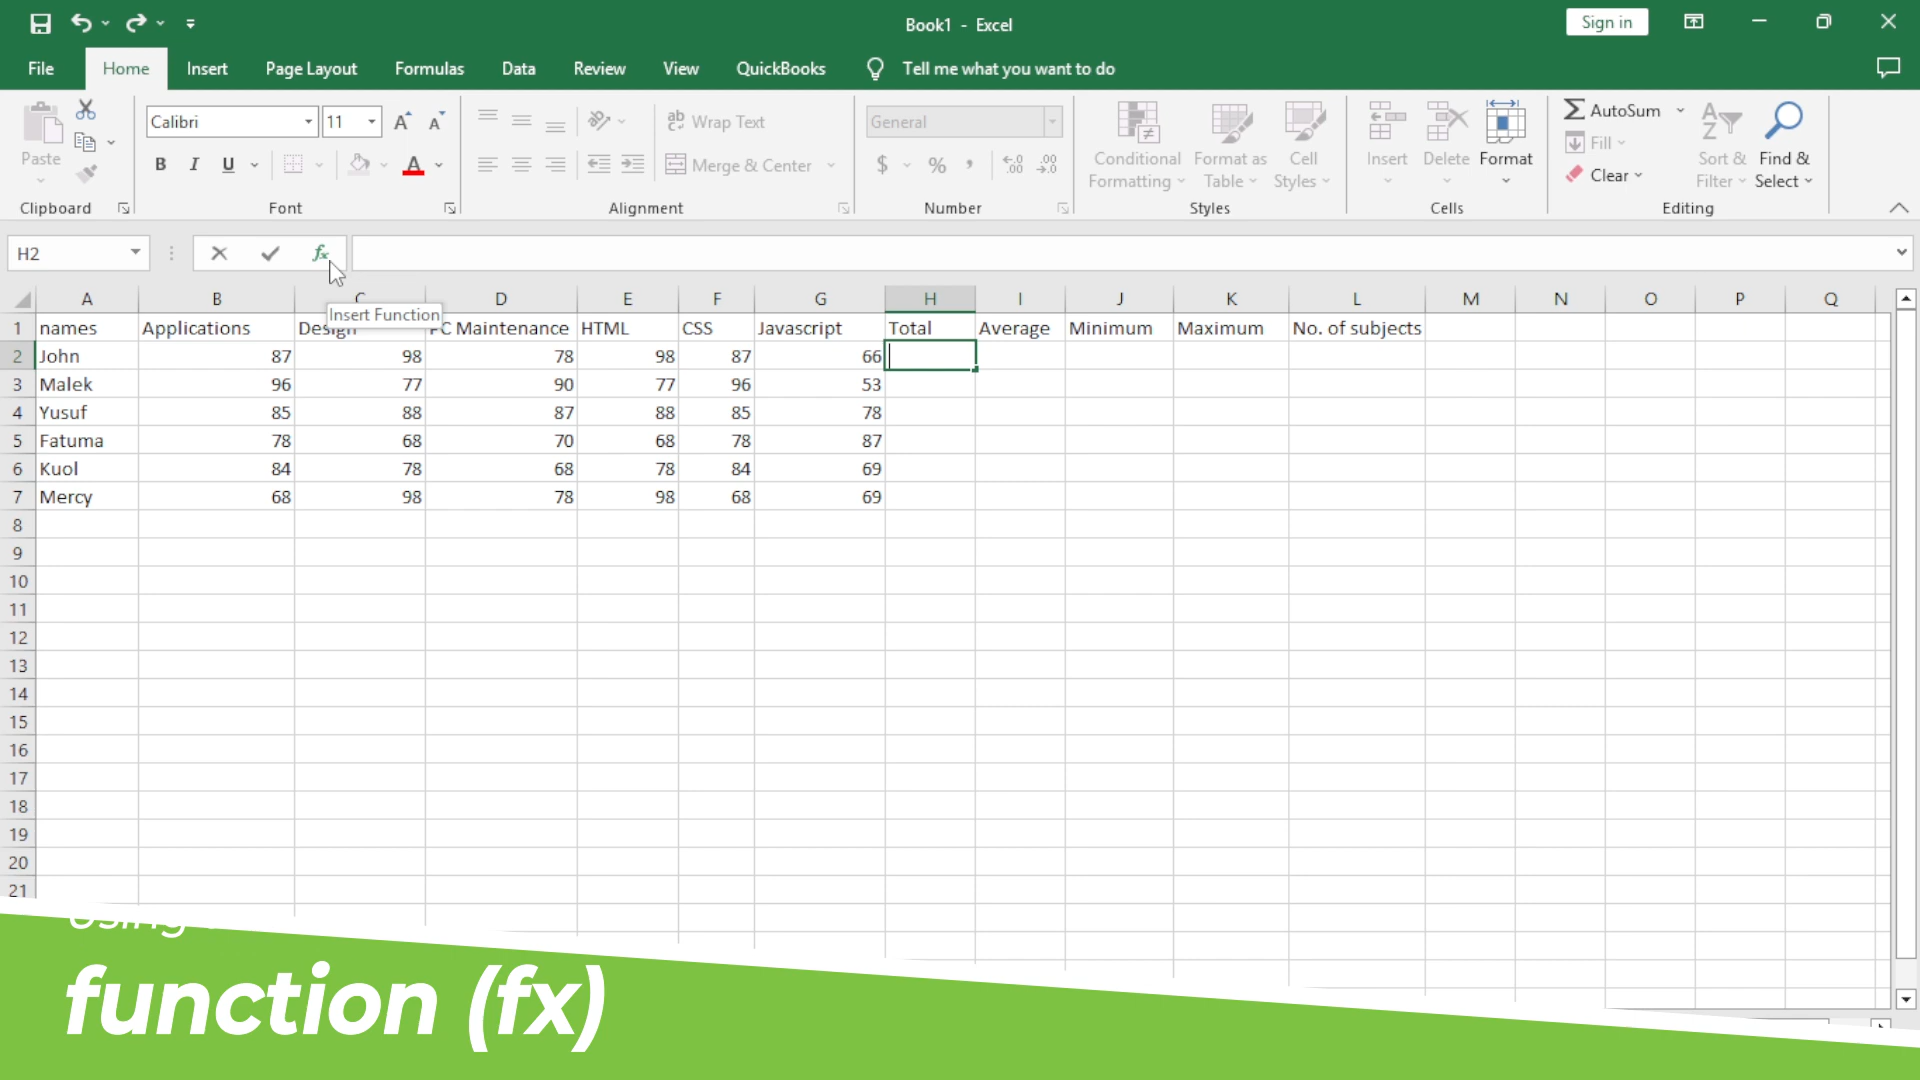 Book1 - Excel
Sign in
File Home Insert Page Layout Formulas Data Review View QuickBooks Tell me what you want to do
Calibri 11 ab Wrap Text General AutoSum
Paste B I U Merge & Center $ % , Conditional Formatting Format as Table Cell Styles Insert Delete Format Fill Clear Sort & Filter Find & Select
Clipboard Font Alignment Number Styles Cells Editing
H2 fx
Insert Function
A B C D E F G H I J K L M N O P Q
1 names Applications Design PC Maintenance HTML CSS Javascript Total Average Minimum Maximum No. of subjects
2 John 87 98 78 98 87 66
3 Malek 96 77 90 77 96 53
4 Yusuf 85 88 87 88 85 78
5 Fatuma 78 68 70 68 78 87
6 Kuol 84 78 68 78 84 69
7 Mercy 68 98 78 98 68 69
8
9
10
11
12
13
14
15
16
17
18
19
20
21
Using
function (fx)